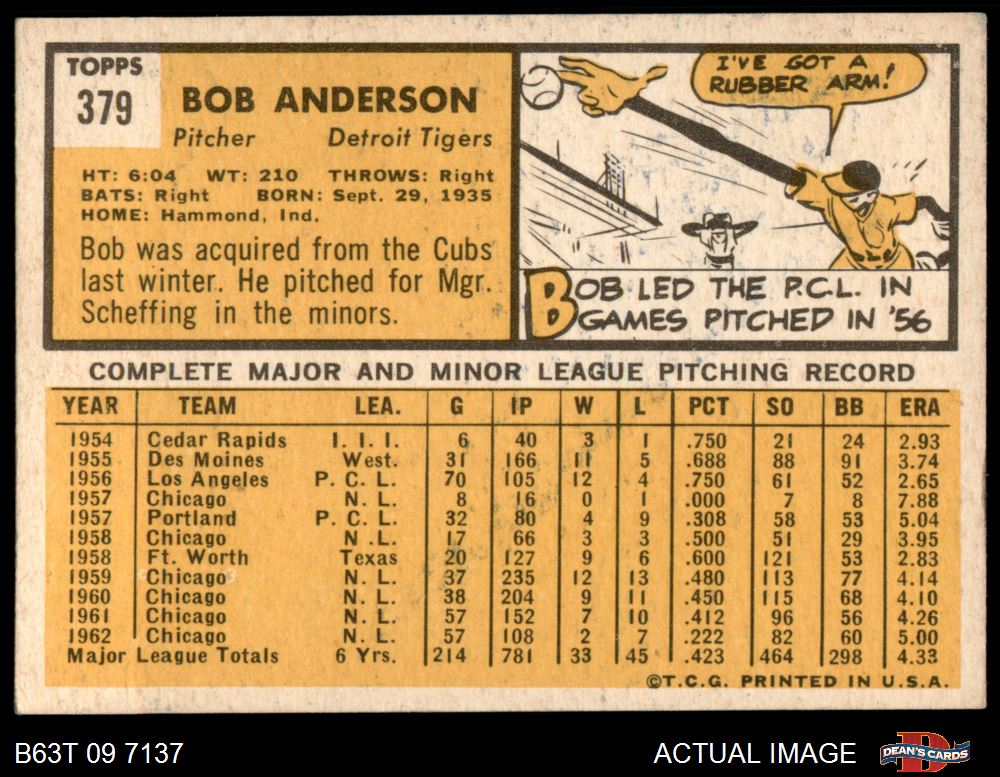 TOPPS
379
BOB ANDERSON
Pitcher Detroit Tigers
HT: 6:04 WT: 210 THROWS: Right
BATS: Right BORN: Sept. 29, 1935
HOME: Hammond, Ind.
Bob was acquired from the Cubs
last winter. He pitched for Mgr.
Scheffing in the minors.
I'VE GOT A
RUBBER ARM!
BOB LED THE P.C.L. IN
GAMES PITCHED IN '56
COMPLETE MAJOR AND MINOR LEAGUE PITCHING RECORD
YEAR TEAM LEA. G IP W L PCT SO BB ERA
1954 Cedar Rapids I. I. I. 6 40 3 1 .750 21 24 2.93
1955 Des Moines West. 31 166 11 5 .688 88 91 3.74
1956 Los Angeles P. C. L. 70 105 12 4 .750 61 52 2.65
1957 Chicago N. L. 8 16 0 1 .000 7 8 7.88
1957 Portland P. C. L. 32 80 4 9 .308 58 53 5.04
1958 Chicago N .L. 17 66 3 3 .500 51 29 3.95
1958 Ft. Worth Texas 20 127 9 6 .600 121 53 2.83
1959 Chicago N. L. 37 235 12 13 .480 113 77 4.14
1960 Chicago N. L. 38 204 9 11 .450 115 68 4.10
1961 Chicago N. L. 57 152 7 10 .412 96 56 4.26
1962 Chicago N. L. 57 108 2 7 .222 82 60 5.00
Major League Totals 6 Yrs. 214 781 33 45 .423 464 298 4.33
©T.C.G. PRINTED IN U.S.A.
B63T 09 7137 ACTUAL IMAGE DEAN'S CARDS